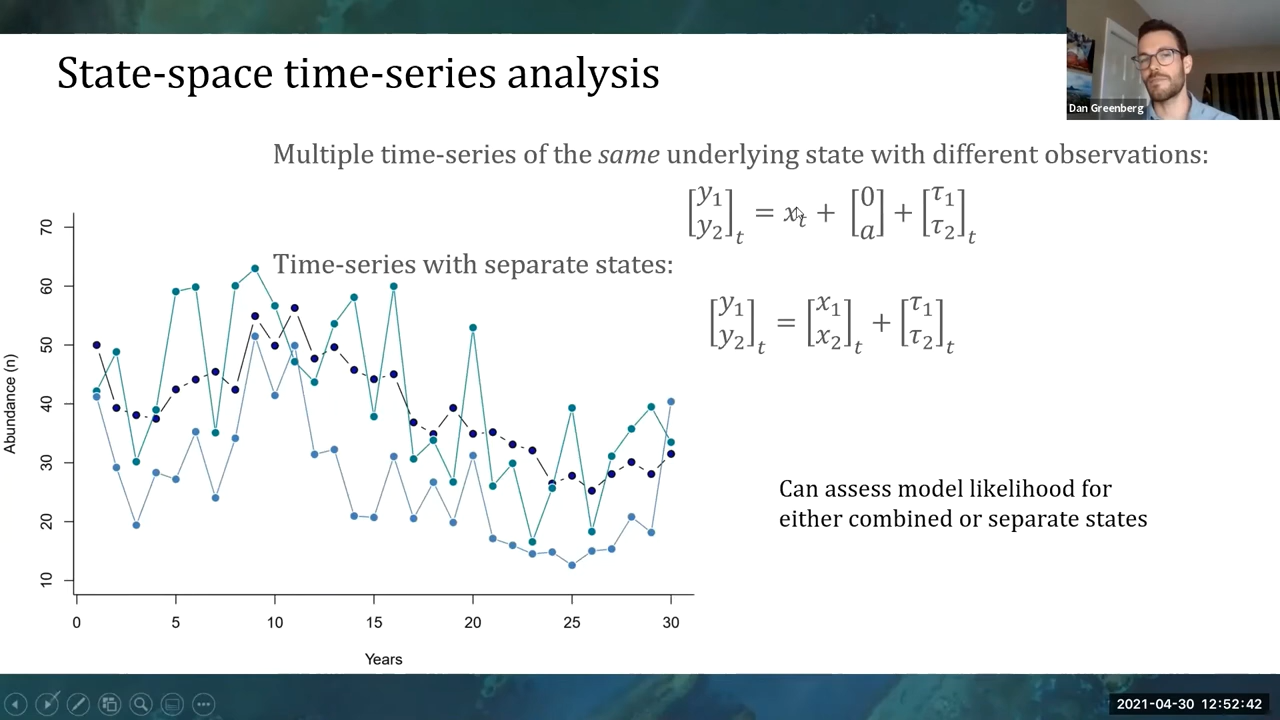 State-space time-series analysis
Dan Greenberg
Multiple time-series of the same underlying state with different observations:
[y₁ y₂]ₜ = xₜ + [0 a] + [τ₁ τ₂]ₜ
Time-series with separate states:
[y₁ y₂]ₜ = [x₁ x₂]ₜ + [τ₁ τ₂]ₜ
Abundance (n)
70
60
50
40
30
20
10
0 5 10 15 20 25 30
Years
Can assess model likelihood for
either combined or separate states
2021-04-30 12:52:42